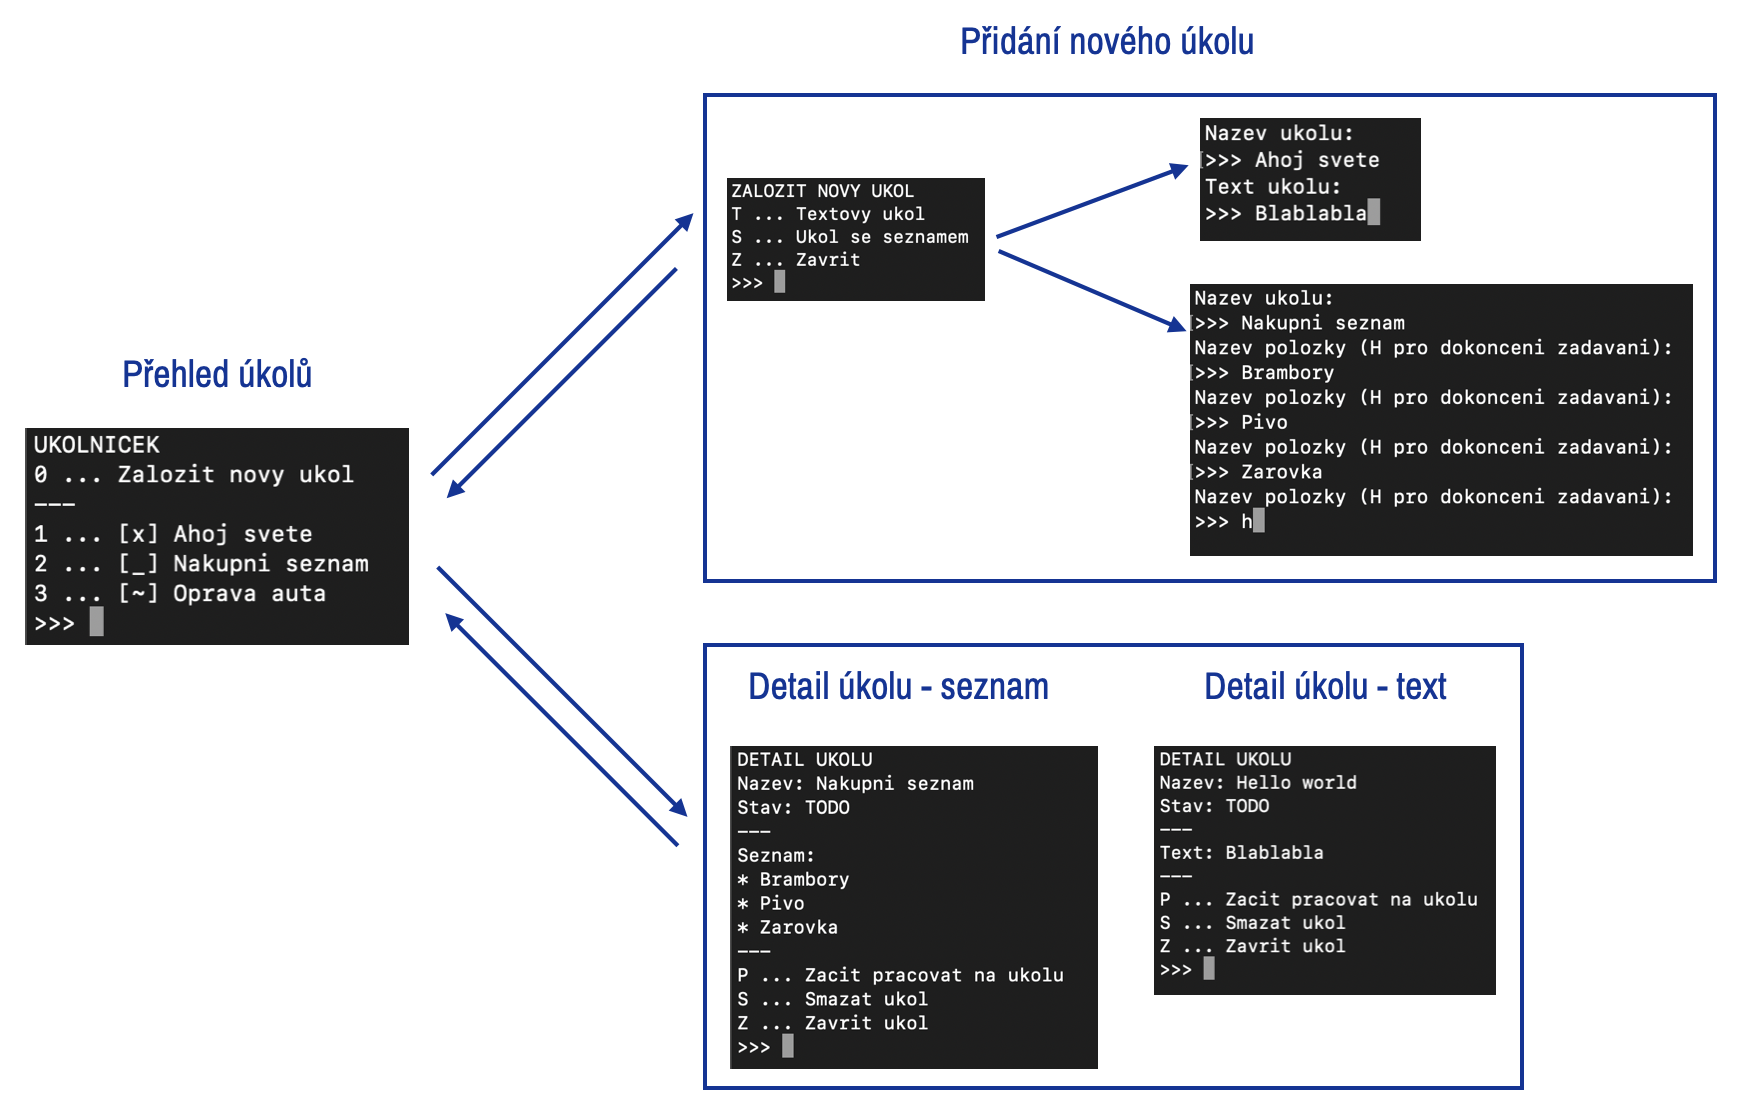 Přidání nového úkolu
ZALOZIT NOVY UKOL
T ... Textovy ukol
S ... Ukol se seznamem
Z ... Zavrit
>>>
Nazev ukolu:
>>> Ahoj svete
Text ukolu:
>>> Blablabla
Nazev ukolu:
>>> Nakupni seznam
Nazev polozky (H pro dokonceni zadavani):
>>> Brambory
Nazev polozky (H pro dokonceni zadavani):
>>> Pivo
Nazev polozky (H pro dokonceni zadavani):
>>> Zarovka
Nazev polozky (H pro dokonceni zadavani):
>>> h
Přehled úkolů
UKOLNICEK
0 ... Zalozit novy ukol
---
1 ... [x] Ahoj svete
2 ... [_] Nakupni seznam
3 ... [~] Oprava auta
>>>
Detail úkolu - seznam
DETAIL UKOLU
Nazev: Nakupni seznam
Stav: TODO
---
Seznam:
* Brambory
* Pivo
* Zarovka
---
P ... Zacit pracovat na ukolu
S ... Smazat ukol
Z ... Zavrit ukol
>>>
Detail úkolu - text
DETAIL UKOLU
Nazev: Hello world
Stav: TODO
---
Text: Blablabla
---
P ... Zacit pracovat na ukolu
S ... Smazat ukol
Z ... Zavrit ukol
>>>